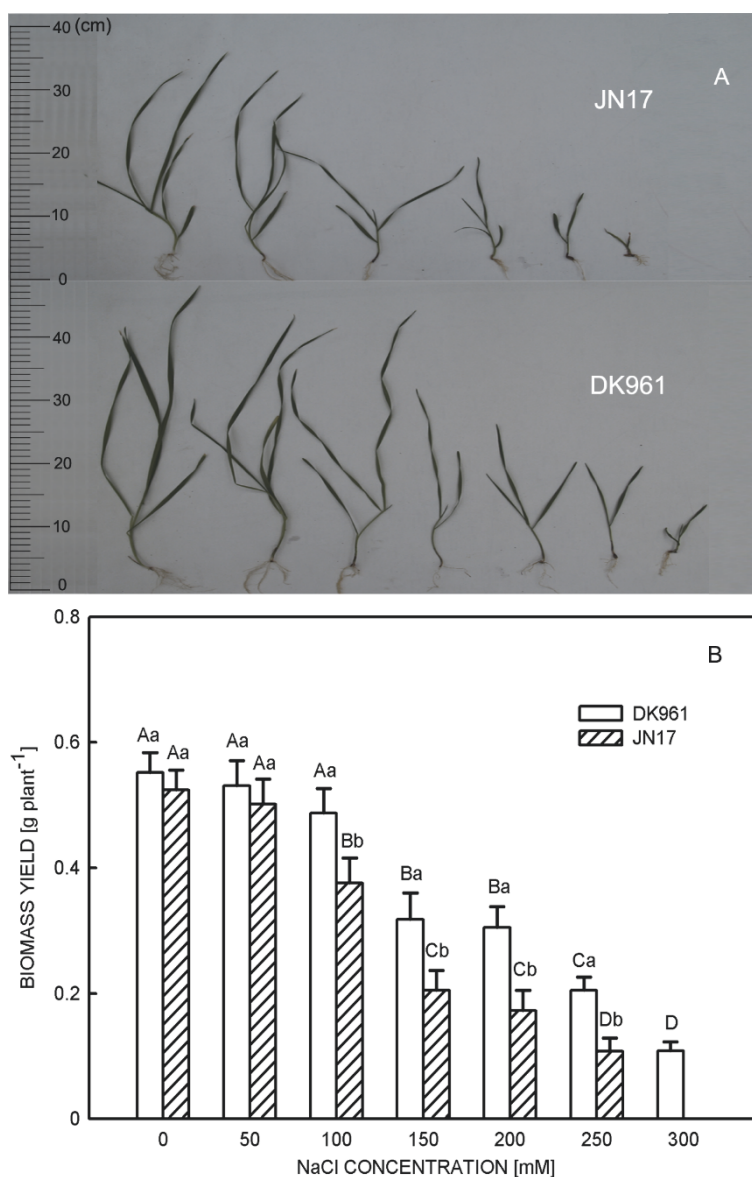 40 (cm)
A
JN17
30
20
10
0
40
DK961
30
20
10
0
0.8
B
DK961
JN17
Aa Aa Aa Aa Aa
0.6
Bb
Ba Ba
0.4
Cb Cb Ca
Db D
0.2
0
BIOMASS YIELD [g plant⁻¹]
0 50 100 150 200 250 300
NaCl CONCENTRATION [mM]